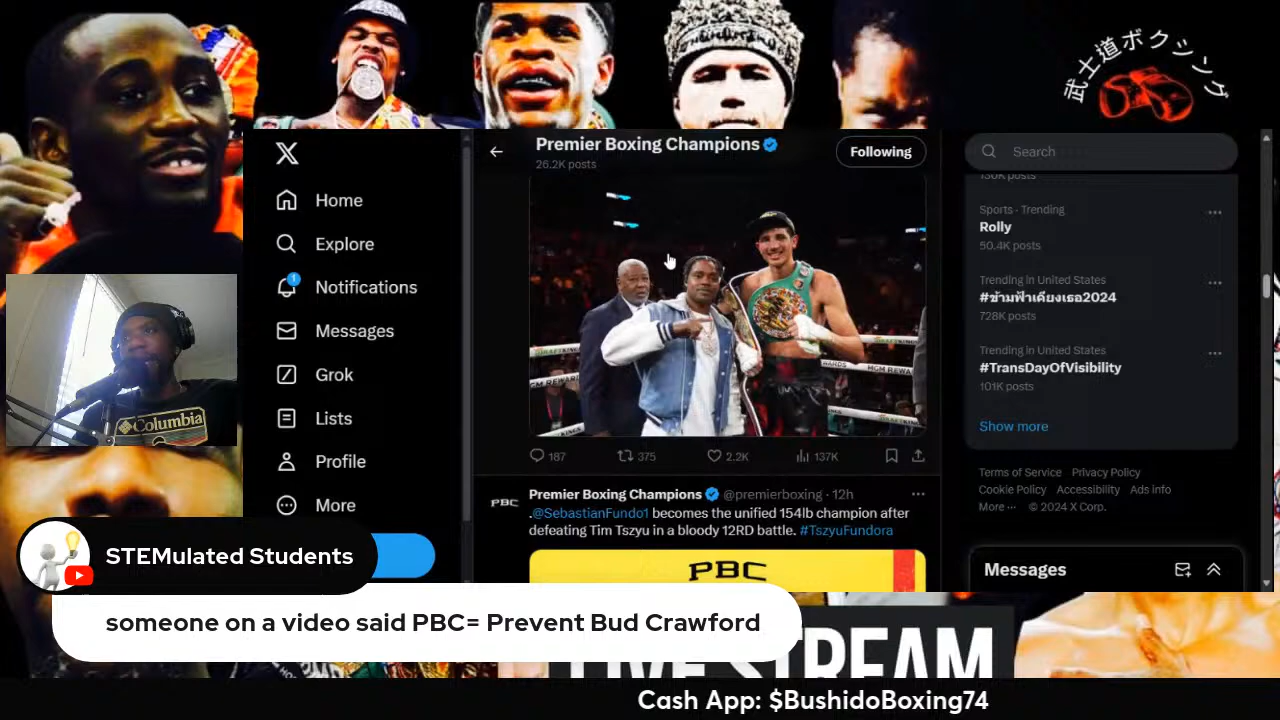 武士道ボクシング
X
Home
Explore
1
Notifications
Messages
Grok
Lists
Profile
More
Premier Boxing Champions
26.2K posts
Following
187
375
2.2K
137K
PBC
Premier Boxing Champions @premierboxing · 12h
.@SebastianFundo1 becomes the unified 154lb champion after
defeating Tim Tszyu in a bloody 12RD battle. #TszyuFundora
PBC
Search
130K posts
Sports · Trending
Rolly
50.4K posts
Trending in United States
#ข้ามฟ้าเคียงเธอ2024
728K posts
Trending in United States
#TransDayOfVisibility
101K posts
Show more
Terms of Service Privacy Policy
Cookie Policy Accessibility Ads info
More ··· © 2024 X Corp.
Messages
Columbia
STEMulated Students
someone on a video said PBC= Prevent Bud Crawford
LIVE STREAM
Cash App: $BushidoBoxing74